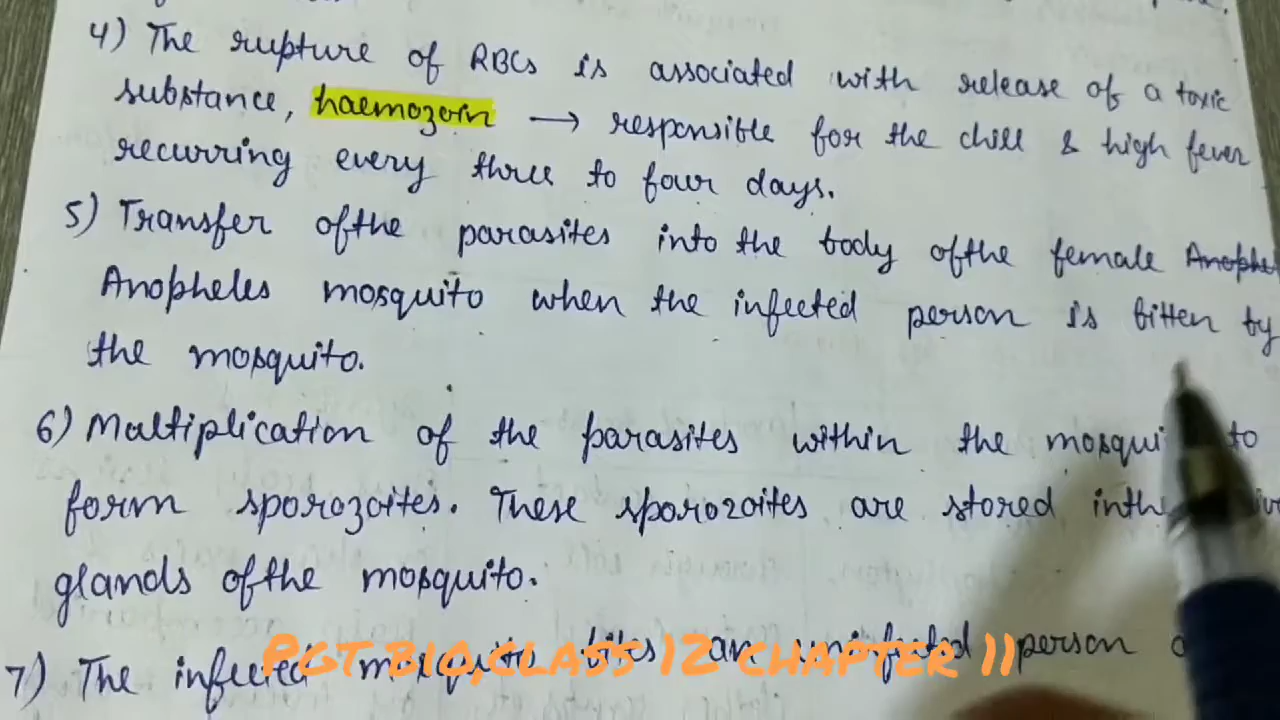 4) The rupture of RBCs is associated with release of a toxic
substance, haemozoin → responsible for the chill & high fever
recurring every three to four days.
5) Transfer of the parasites into the body of the female
Anopheles mosquito when the infected person is bitten by
the mosquito.
6) Multiplication of the parasites within the to
form sporozoites. These sporozoites are stored in the
glands of the mosquito.
7) The infected mosquito bites an uninfected person
PGT bio,class 12 chapter 11